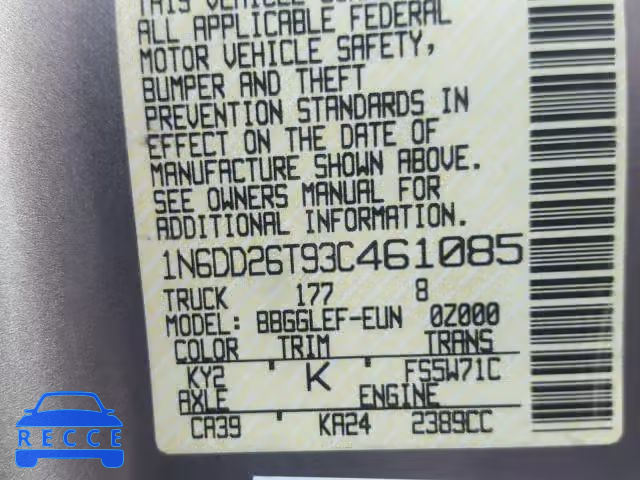 THIS VEHICLE
ALL APPLICABLE FEDERAL
MOTOR VEHICLE SAFETY,
BUMPER AND THEFT
PREVENTION STANDARDS IN
EFFECT ON THE DATE OF
MANUFACTURE SHOWN ABOVE.
SEE OWNERS MANUAL FOR
ADDITIONAL INFORMATION.
1N6DD26T93C461085
TRUCK 177 8
MODEL: BBGGLEF-EUN 0Z000
COLOR TRIM TRANS
KY2 K FS5W71C
AXLE ENGINE
CA39 KA24 2389CC
RECCE